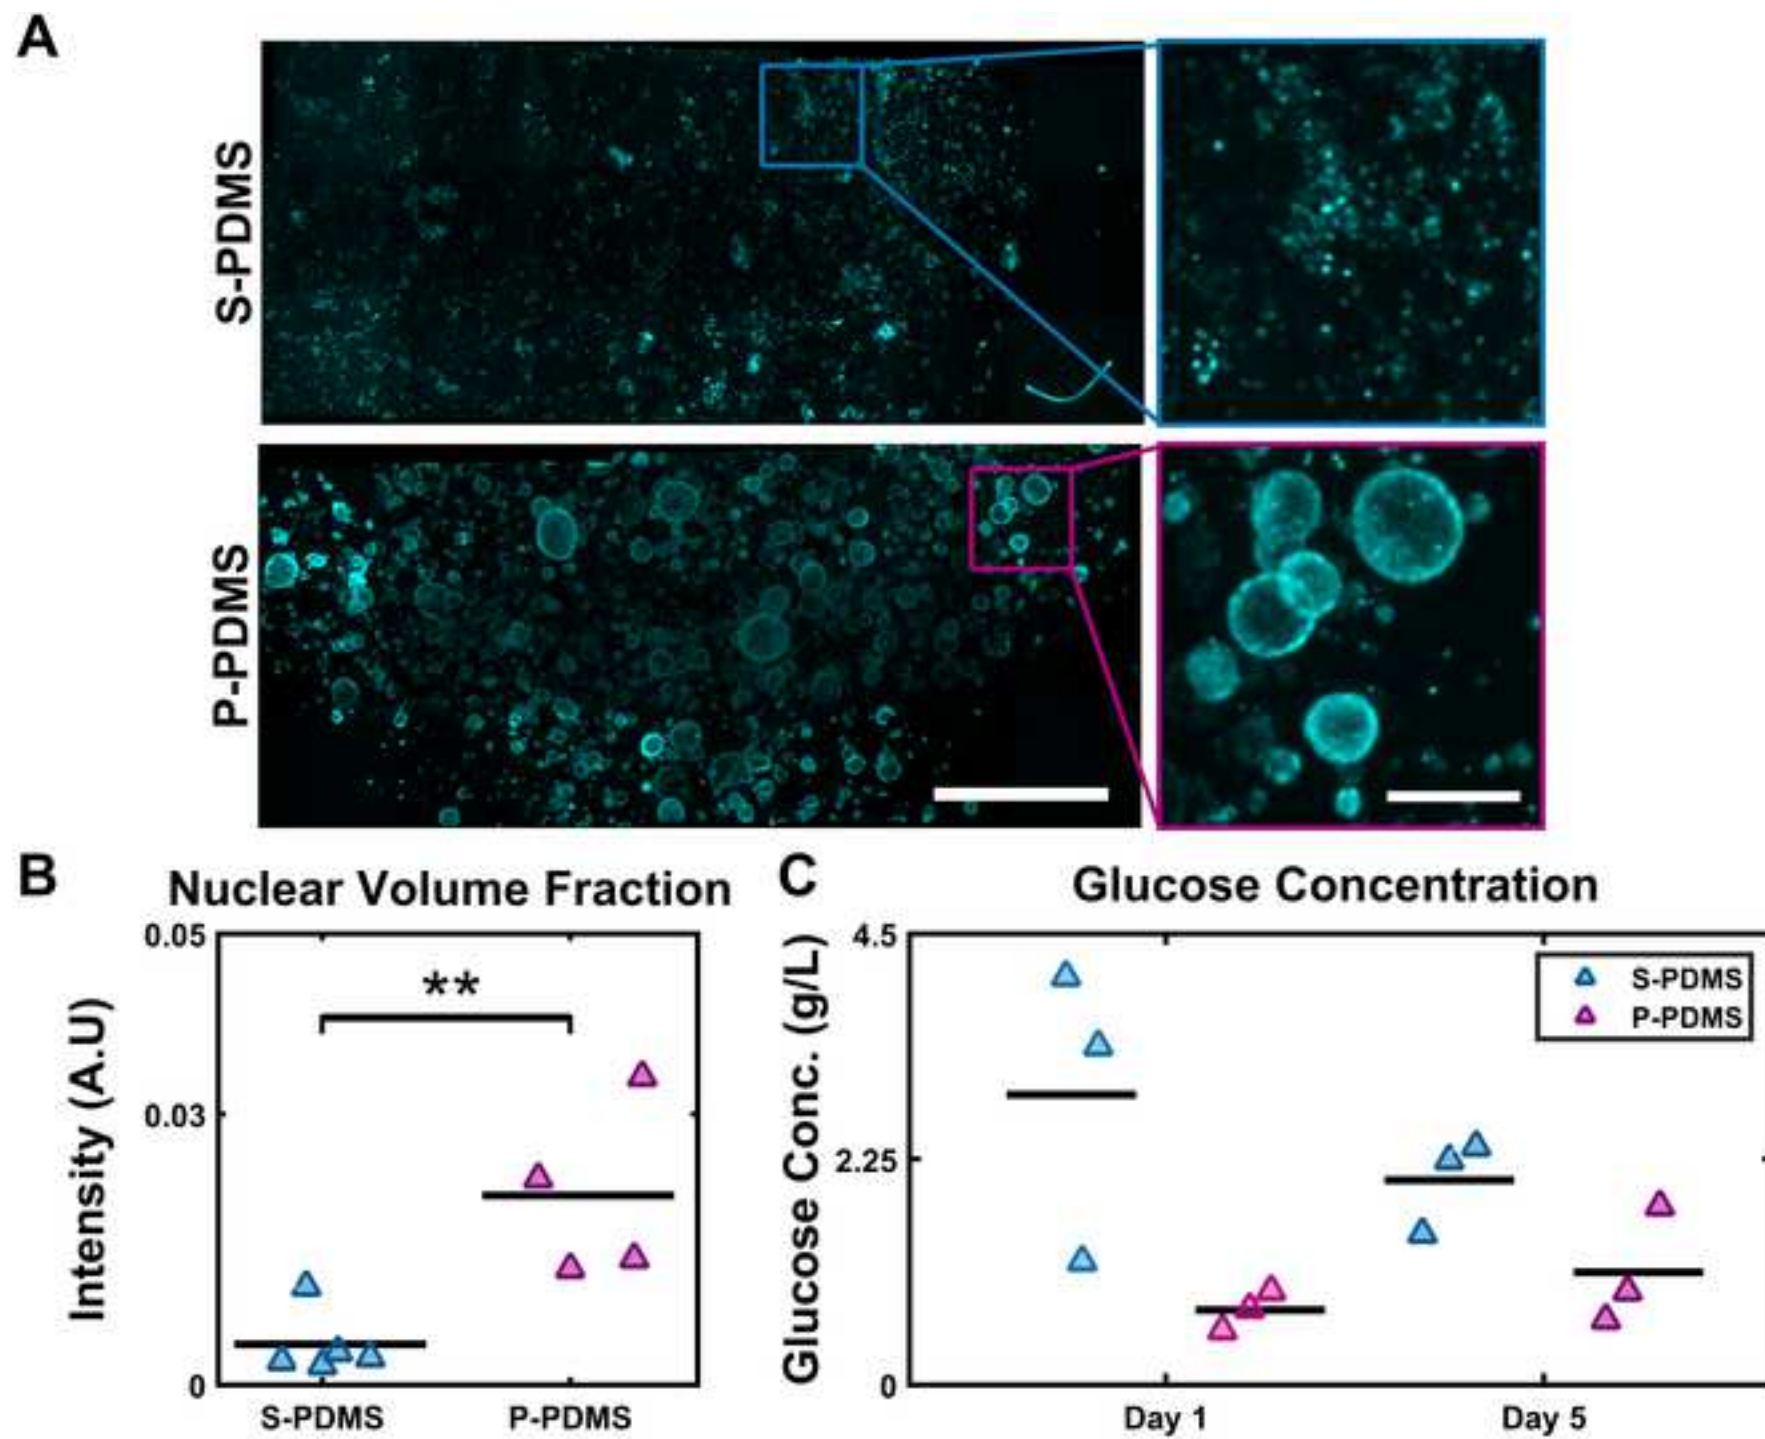 A
S-PDMS
P-PDMS
B
Nuclear Volume Fraction
Intensity (A.U)
0.05
0.03
0
**
S-PDMS
P-PDMS
C
Glucose Concentration
Glucose Conc. (g/L)
4.5
2.25
0
S-PDMS
P-PDMS
Day 1
Day 5